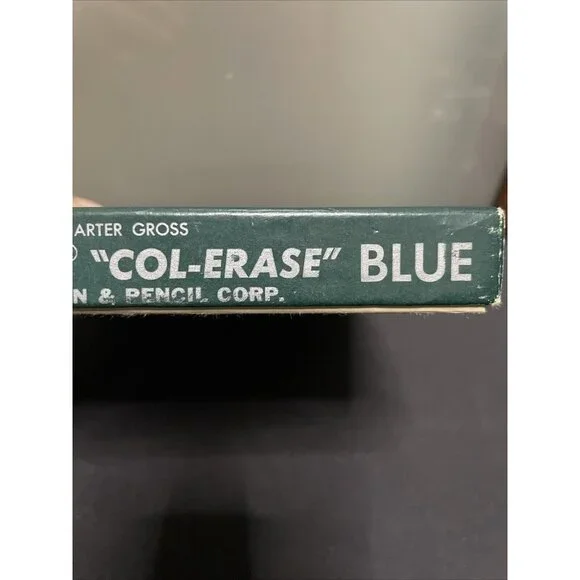 ARTER GROSS
® "COL-ERASE" BLUE
N & PENCIL CORP.